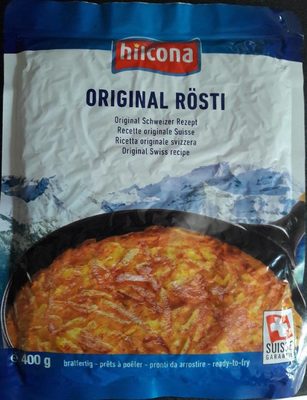 hilcona
ORIGINAL RÖSTI
Original Schweizer Rezept
Recette originale Suisse
Ricetta originale svizzera
Original Swiss recipe
SUISSE
GARANTIE
e 400 g
bratfertig - prêts à poêler - pronti da arrostire - ready-to-fry